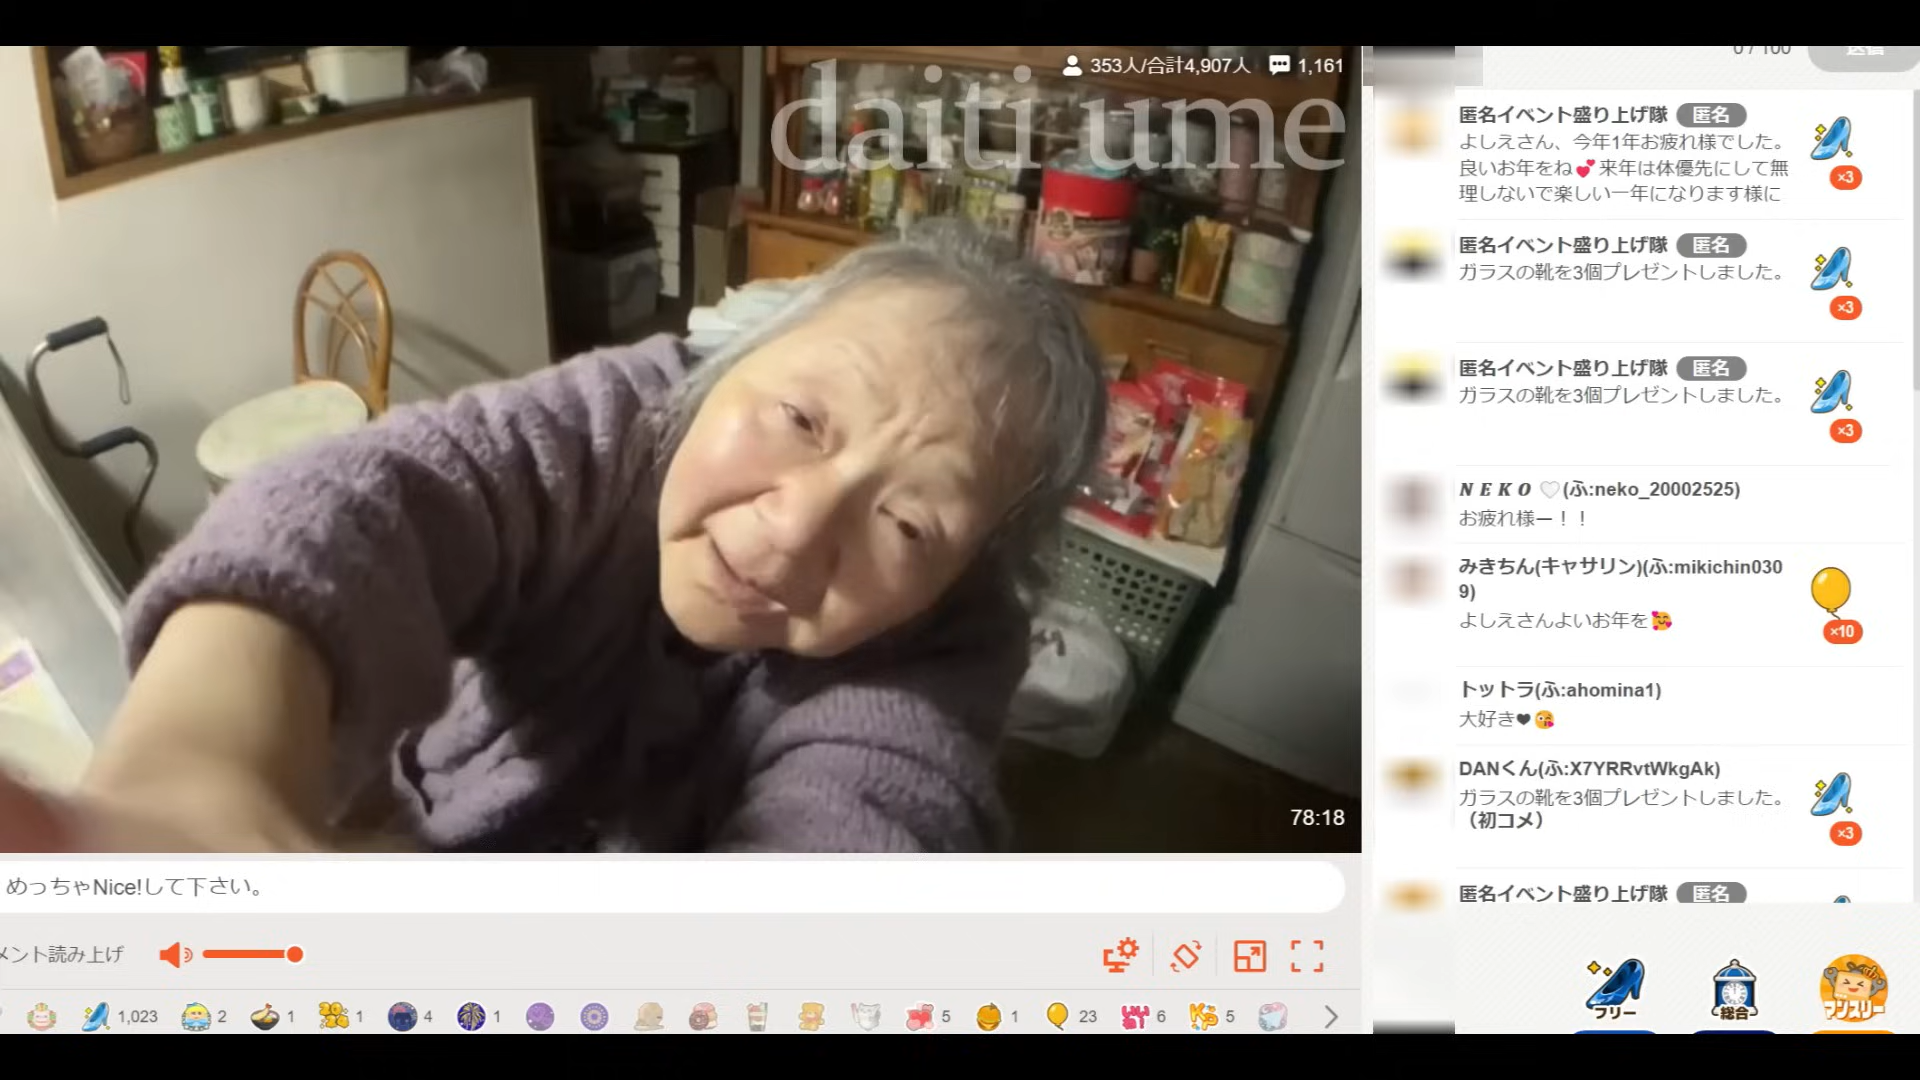 353人/合計4,907人 1,161
daiti ume
78:18
めっちゃNice!して下さい。
メント読み上げ
1,023 2 1 1 4 1 5 1 23 6 5
0 / 100
匿名イベント盛り上げ隊 匿名
よしえさん、今年1年お疲れ様でした。
良いお年をね💕来年は体優先にして無
理しないで楽しい一年になります様に
×3
匿名イベント盛り上げ隊 匿名
ガラスの靴を3個プレゼントしました。
×3
匿名イベント盛り上げ隊 匿名
ガラスの靴を3個プレゼントしました。
×3
NEKO 🤍(ふ:neko_20002525)
お疲れ様ー！！
みきちん(キャサリン)(ふ:mikichin030
9)
よしえさんよいお年を🥰
×10
トットラ(ふ:ahomina1)
大好き❤😘
DANくん(ふ:X7YRRvtWkgAk)
ガラスの靴を3個プレゼントしました。
（初コメ）
×3
匿名イベント盛り上げ隊 匿名
フリー 総合 マンスリー